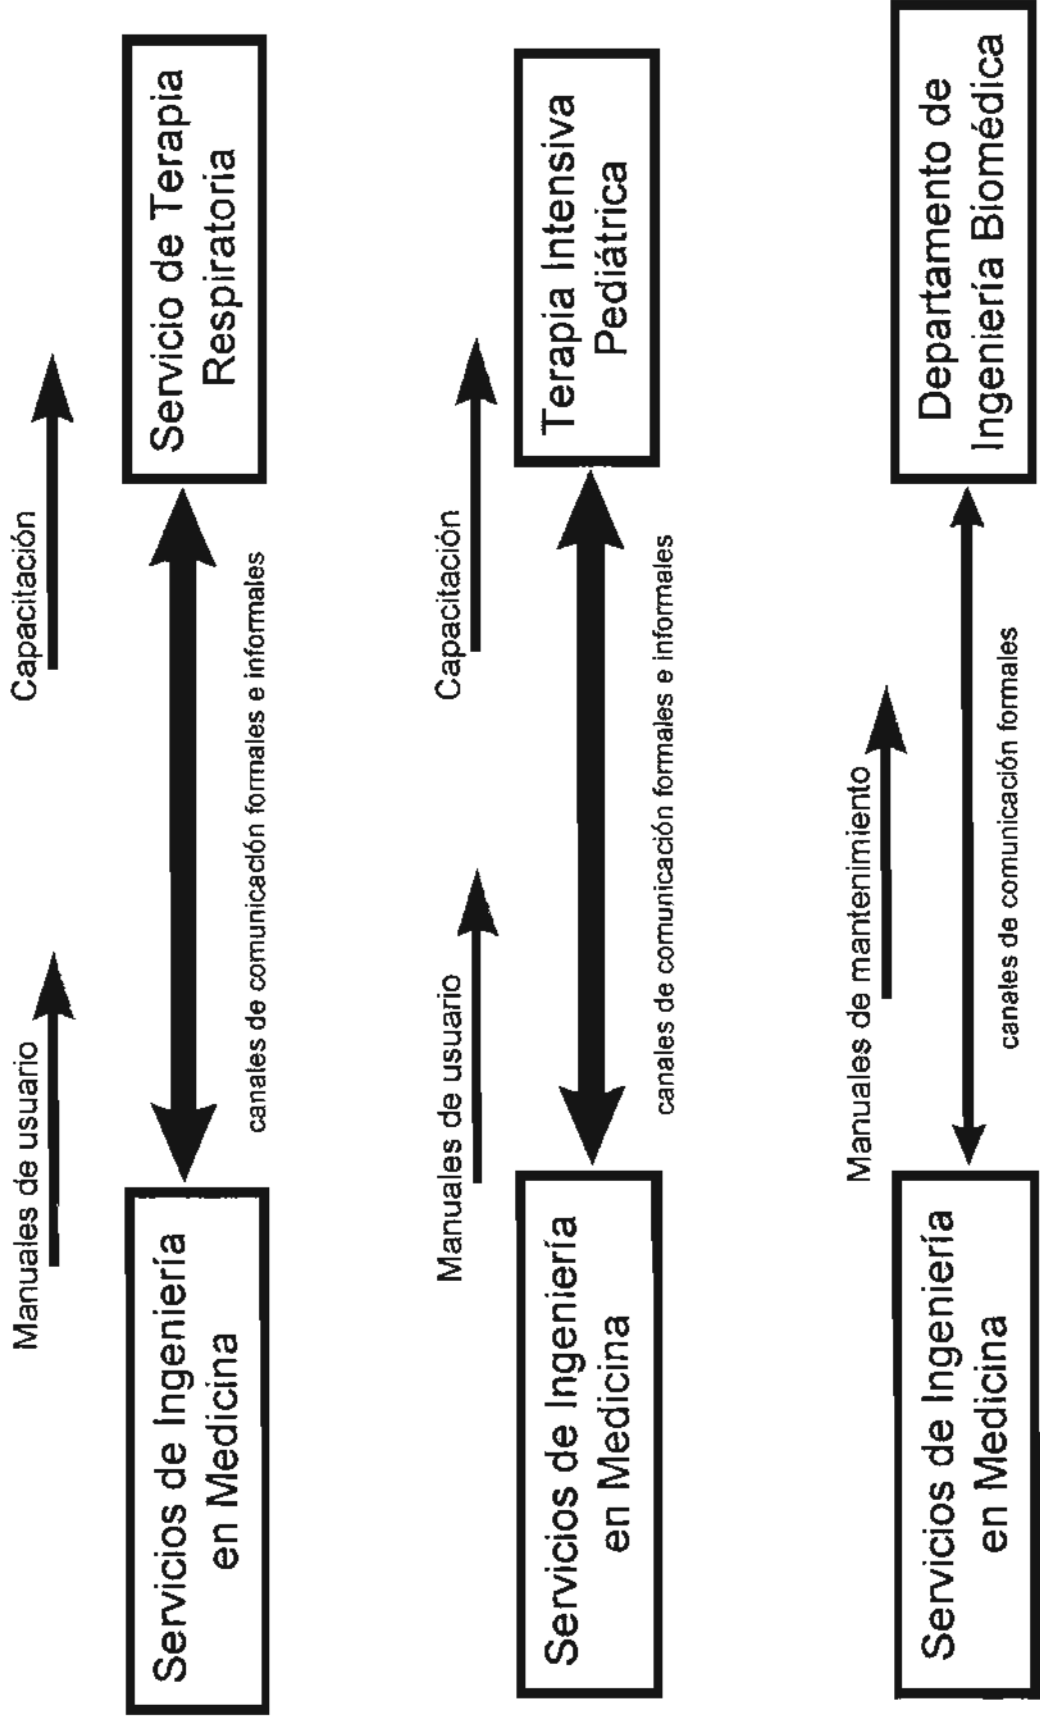 Manuales de usuario
Capacitación
Servicios de Ingeniería
en Medicina
canales de comunicación formales e informales
Servicio de Terapia
Respiratoria
Manuales de usuario
Capacitación
Servicios de Ingeniería
en Medicina
canales de comunicación formales e informales
Terapia Intensiva
Pediátrica
Manuales de mantenimiento
Servicios de Ingeniería
en Medicina
canales de comunicación formales
Departamento de
Ingeniería Biomédica